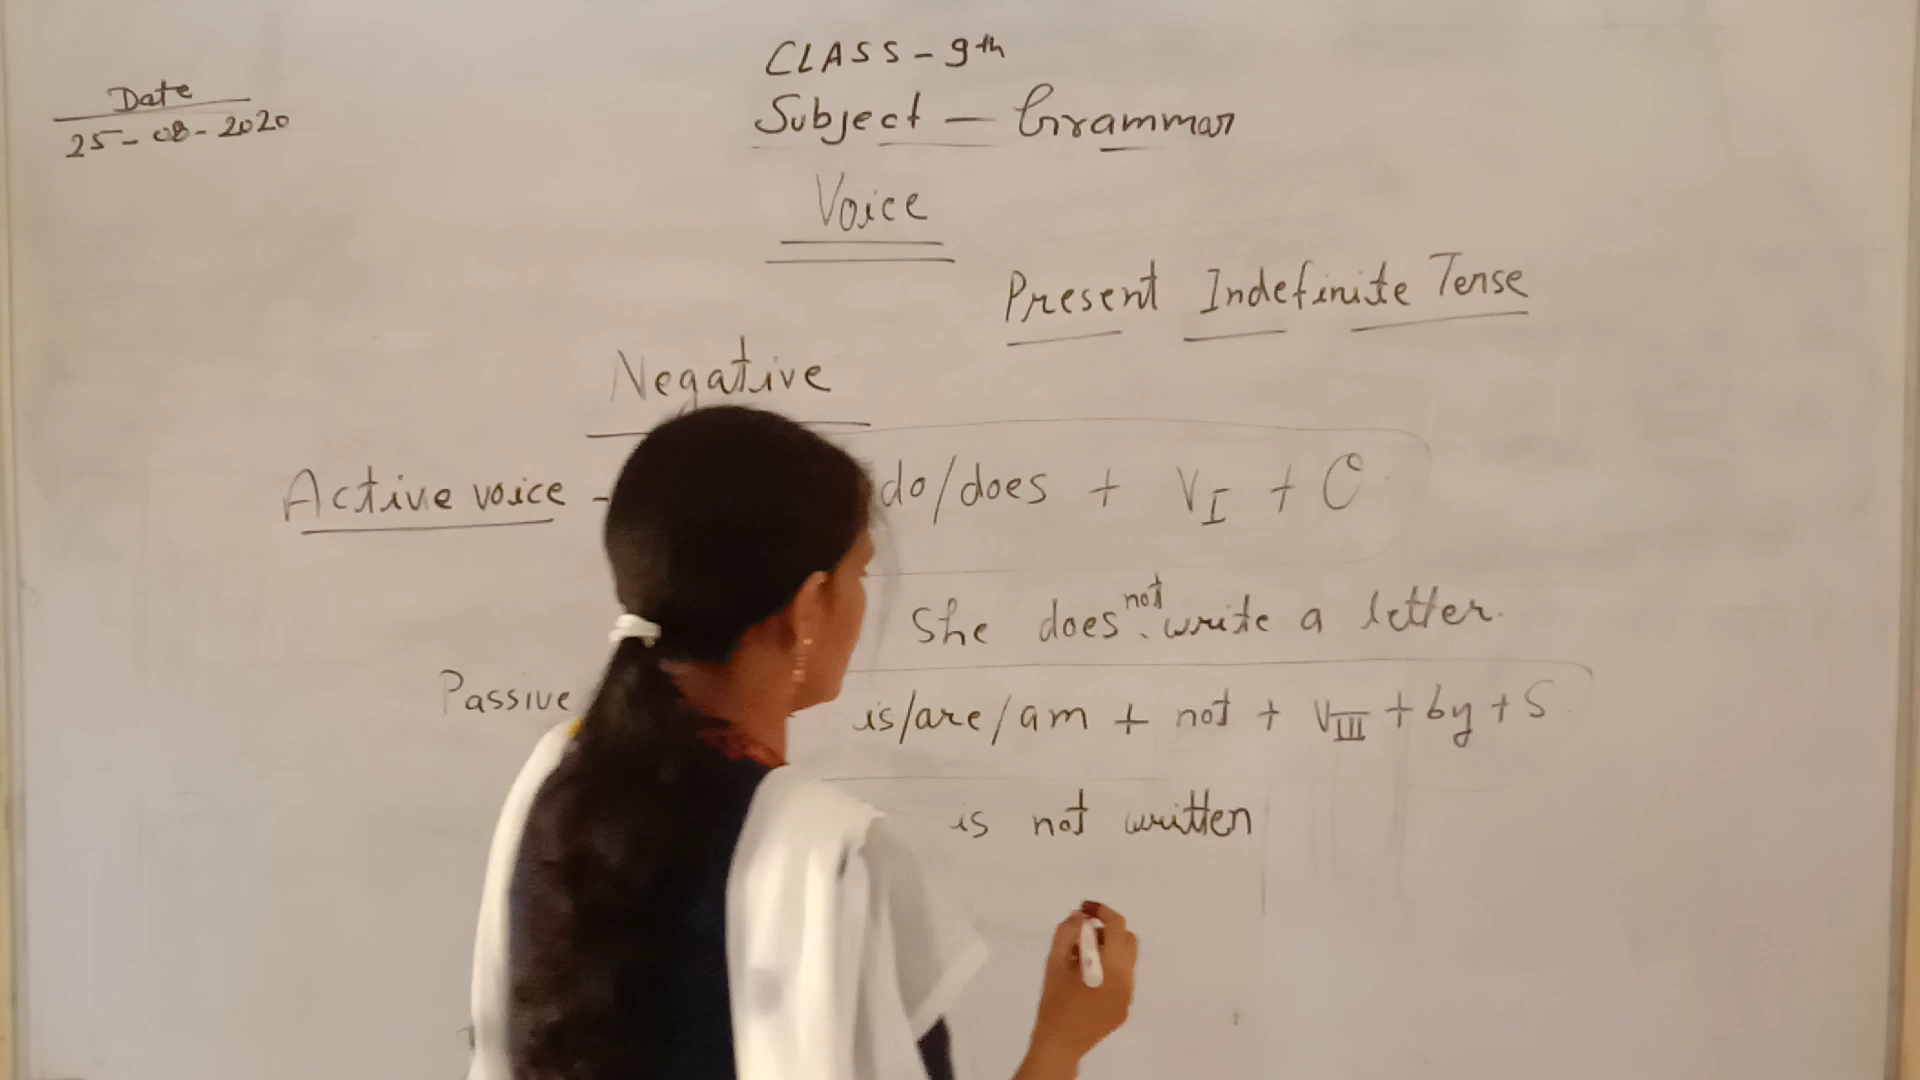 CLASS - 9th
Date
25-08-2020
Subject - Grammar
Voice
Present Indefinite Tense
Negative
Active voice - do/does + VI + O
She does not write a letter.
Passive is/are/am + not + VIII + by + S
is not written